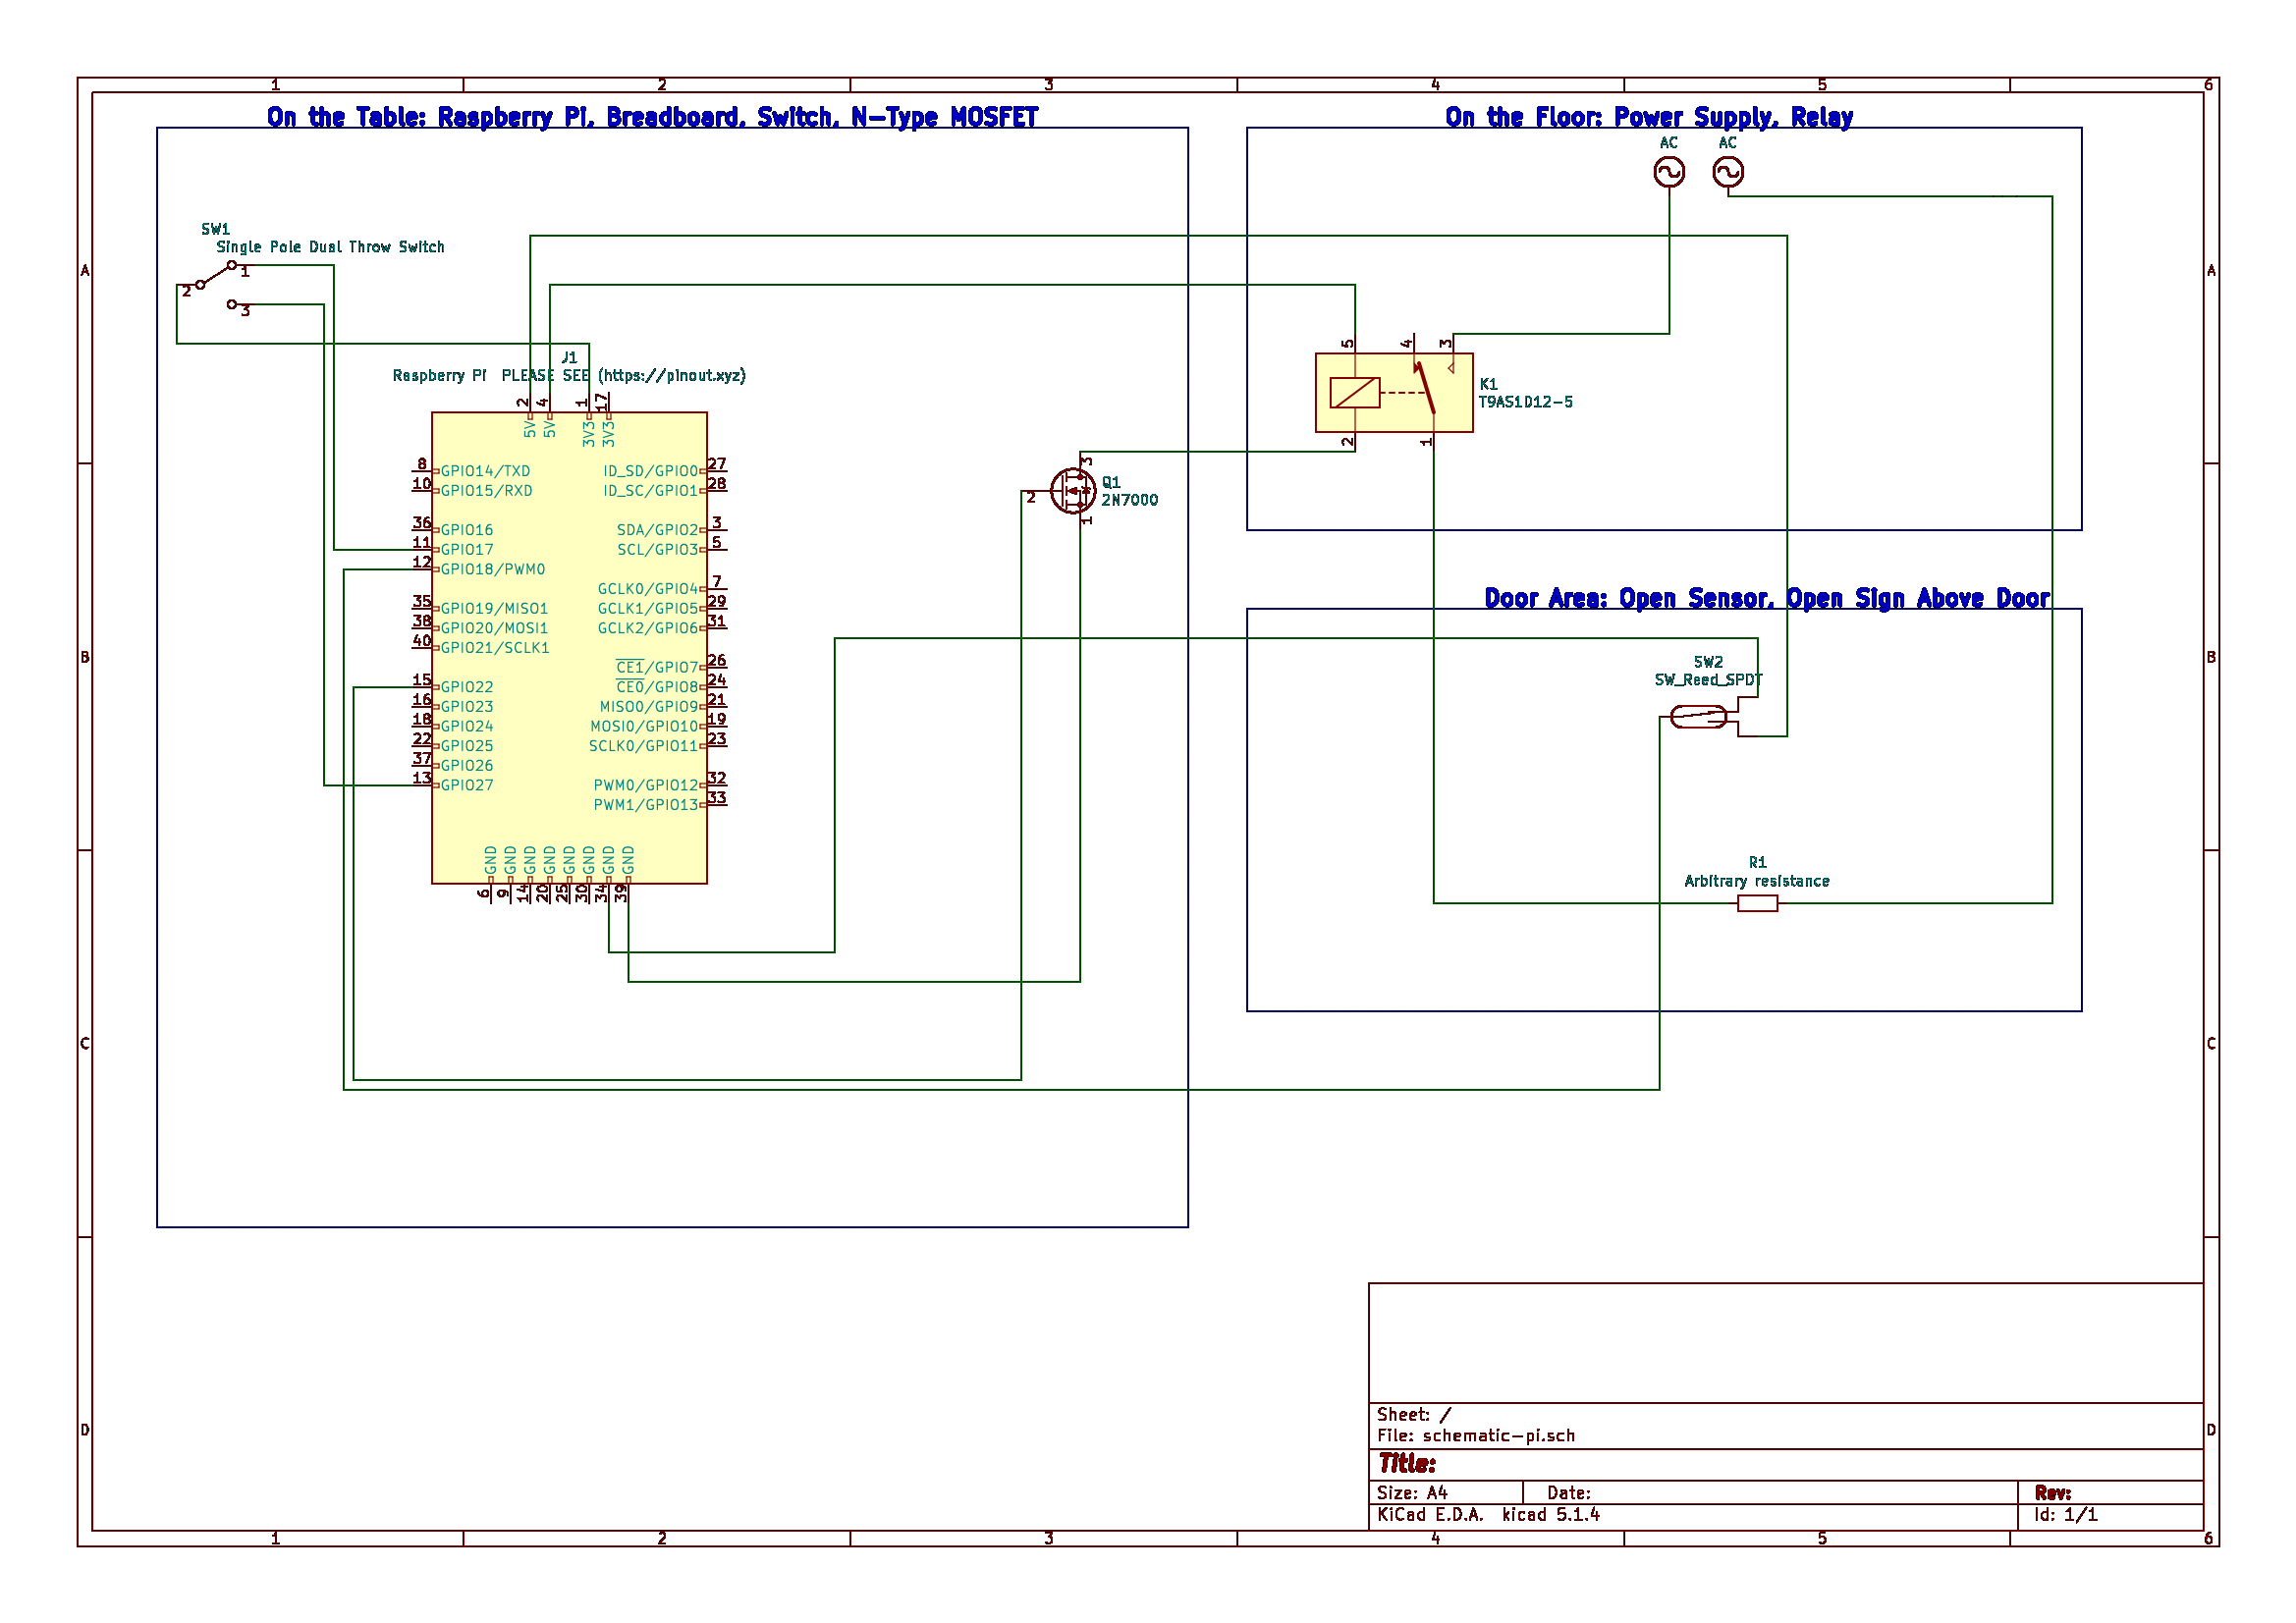 1 2 3 4 5 6
On the Table: Raspberry Pi, Breadboard, Switch, N-Type MOSFET
On the Floor: Power Supply, Relay
AC AC
SW1
Single Pole Dual Throw Switch
1
2
3
A A
J1
Raspberry Pi PLEASE SEE (https://pinout.xyz)
2 4 1 17
5V 5V 3V3 3V3
5 4 3
K1
T9AS1D12-5
2 1
8 GPIO14/TXD ID_SD/GPIO0 27
10 GPIO15/RXD ID_SC/GPIO1 28
3
2
1
Q1
2N7000
36 GPIO16 SDA/GPIO2 3
11 GPIO17 SCL/GPIO3 5
12 GPIO18/PWM0
GCLK0/GPIO4 7
35 GPIO19/MISO1 GCLK1/GPIO5 29
38 GPIO20/MOSI1 GCLK2/GPIO6 31
40 GPIO21/SCLK1
CE1/GPIO7 26
15 GPIO22 CE0/GPIO8 24
16 GPIO23 MISO0/GPIO9 21
18 GPIO24 MOSI0/GPIO10 19
22 GPIO25 SCLK0/GPIO11 23
37 GPIO26
13 GPIO27 PWM0/GPIO12 32
PWM1/GPIO13 33
GND GND GND GND GND GND GND GND
6 9 14 20 25 30 34 39
B B
Door Area: Open Sensor, Open Sign Above Door
SW2
SW_Reed_SPDT
R1
Arbitrary resistance
C C
D D
Sheet: /
File: schematic-pi.sch
Title:
Size: A4 Date: Rev:
KiCad E.D.A. kicad 5.1.4 Id: 1/1
1 2 3 4 5 6